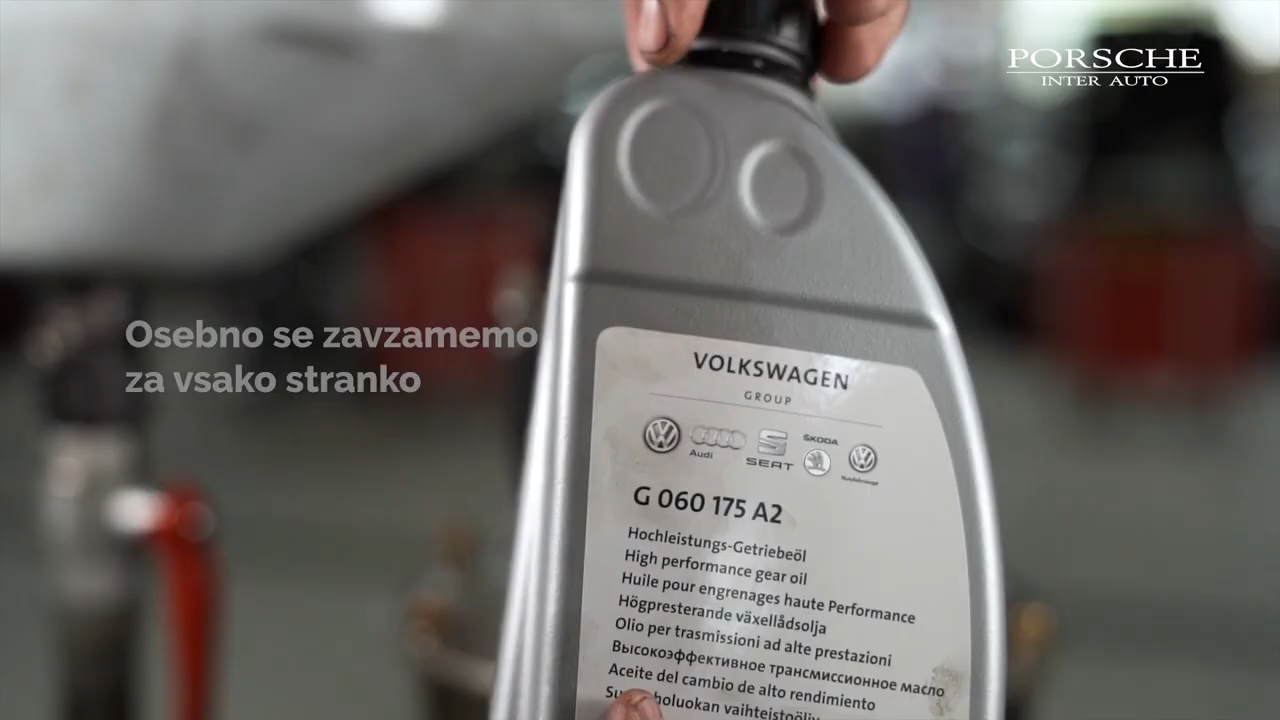 PORSCHE
INTER AUTO
Osebno se zavzamemo
za vsako stranko
VOLKSWAGEN
GROUP
Audi
SEAT
ŠKODA
Nutzfahrzeuge
G 060 175 A2
Hochleistungs-Getriebeöl
High performance gear oil
Huile pour engrenages haute Performance
Högpresterande växellådsolja
Olio per trasmissioni ad alte prestazioni
Высокоэффективное трансмиссионное масло
Aceite del cambio de alto rendimiento